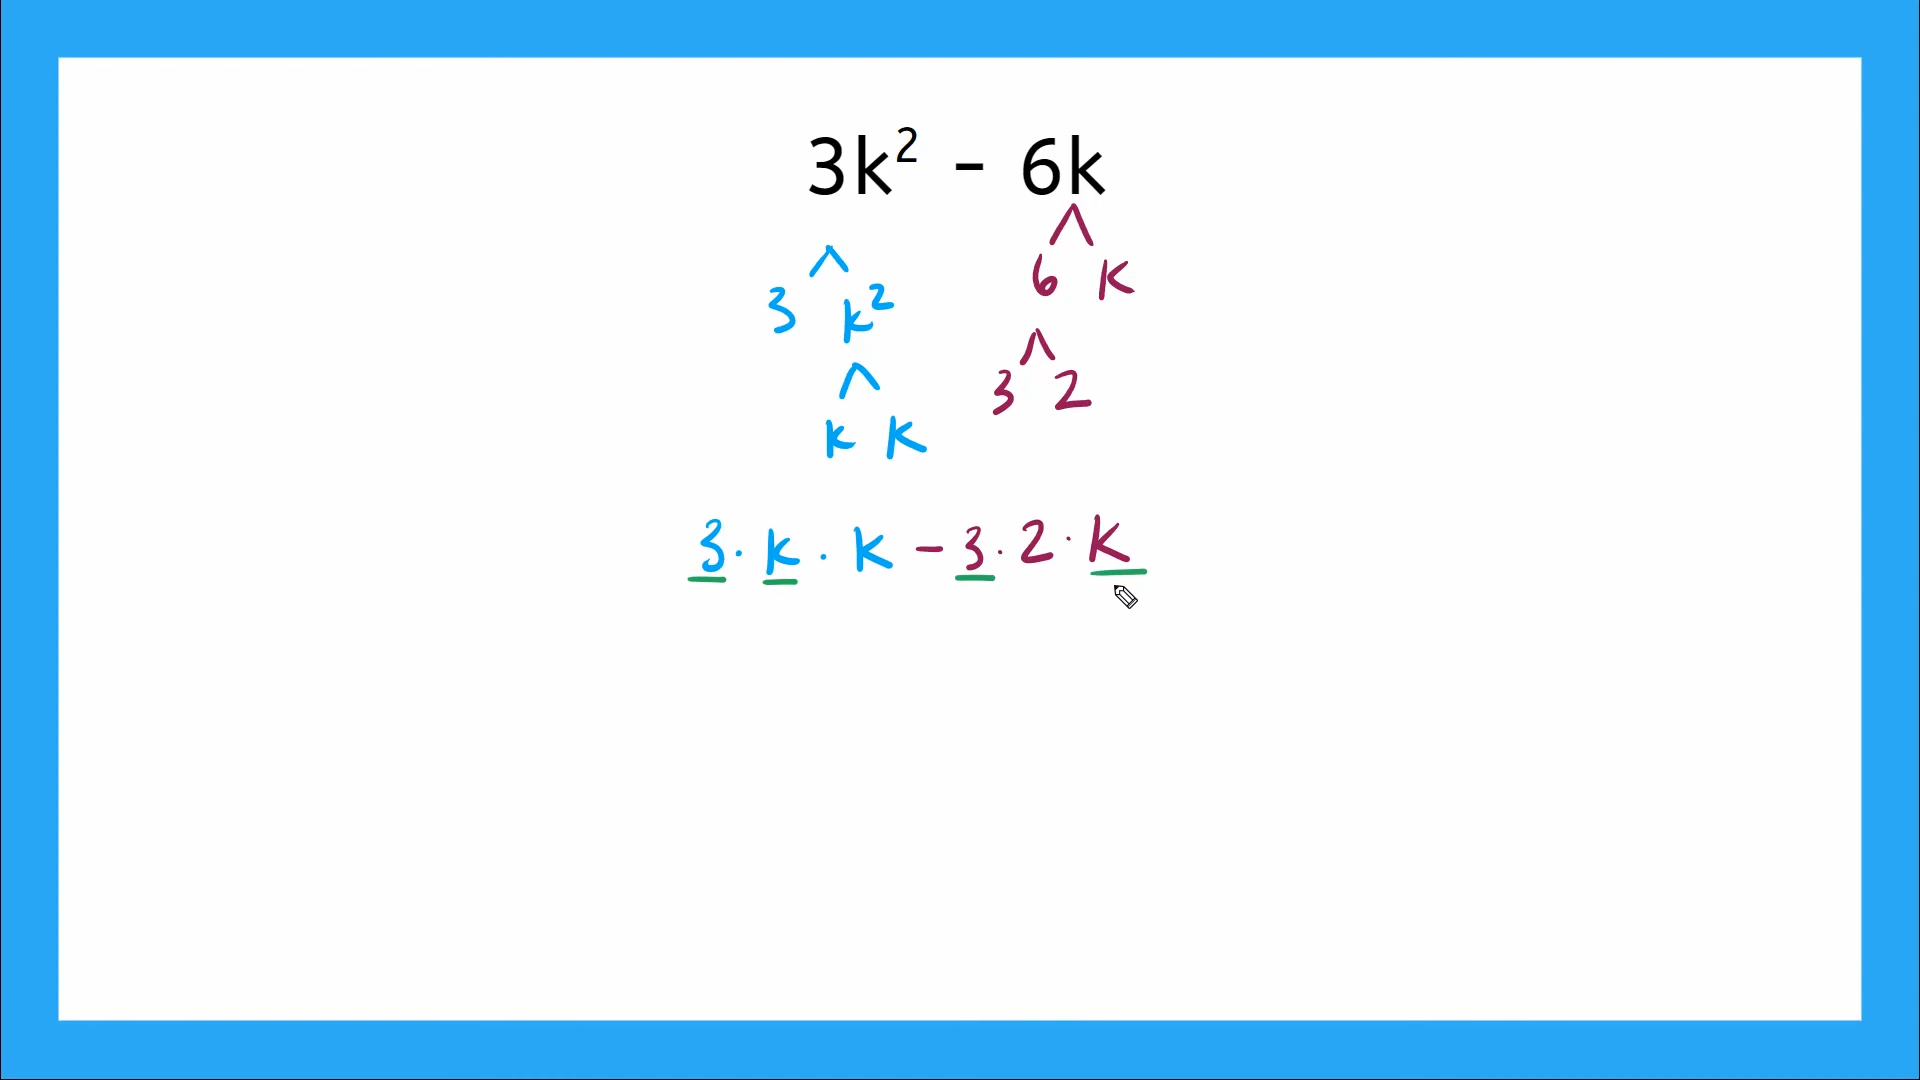 3k² - 6k
6 k
3 k²
3 2
k k
3 · k · k - 3 · 2 · k